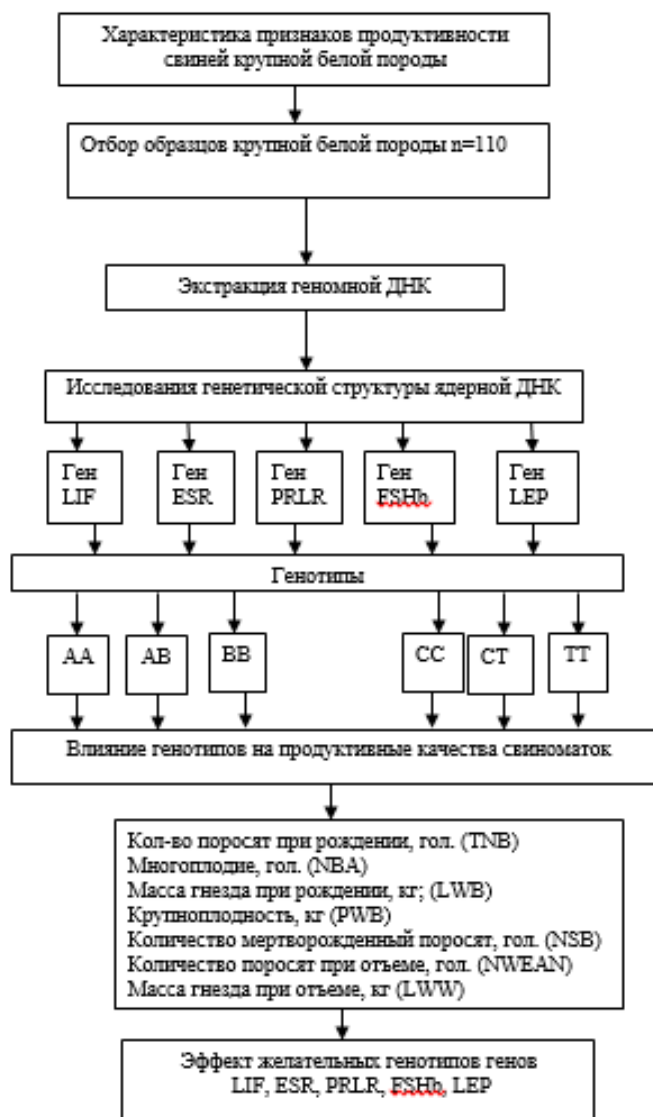 Характеристика признаков продуктивности
свиней крупной белой породы
Отбор образцов крупной белой породы n=110
Экстракция геномной ДНК
Исследования генетической структуры ядерной ДНК
Ген
LIF
Ген
ESR
Ген
PRLR
Ген
FSHb
Ген
LEP
Генотипы
AA
AB
BB
CC
CT
TT
Влияние генотипов на продуктивные качества свиноматок
Кол-во поросят при рождении, гол. (TNB)
Многоплодие, гол. (NBA)
Масса гнезда при рождении, кг; (LWB)
Крупноплодность, кг (PWB)
Количество мертворожденный поросят, гол. (NSB)
Количество поросят при отъеме, гол. (NWEAN)
Масса гнезда при отъеме, кг (LWW)
Эффект желательных генотипов генов
LIF, ESR, PRLR, FSHb, LEP